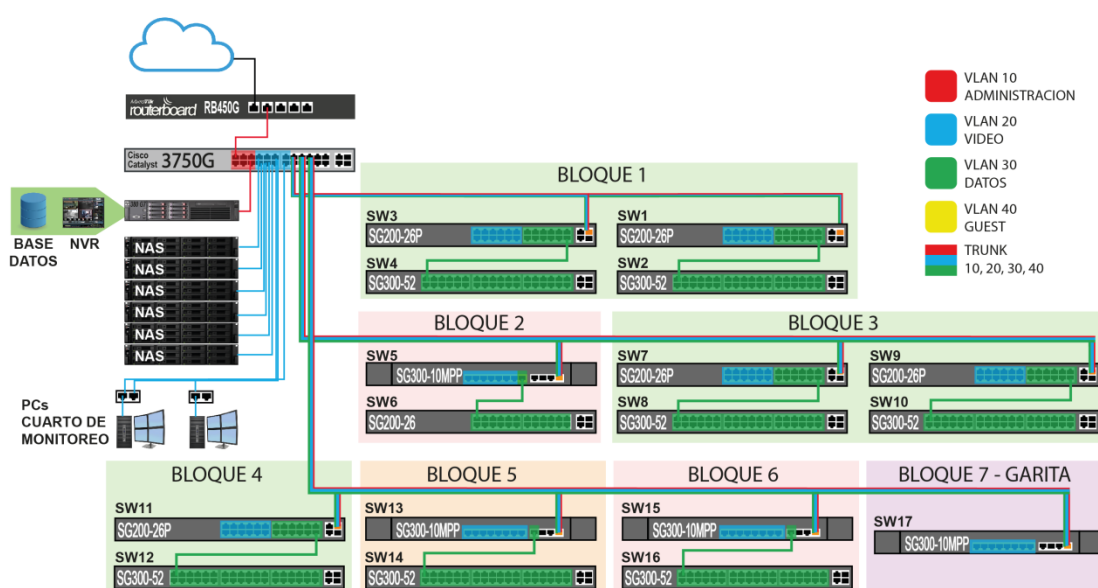 routerboard RB450G
Cisco
Catalyst 3750G
BASE
DATOS
NVR
NAS
NAS
NAS
NAS
NAS
NAS
PCs
CUARTO DE
MONITOREO
VLAN 10
ADMINISTRACION
VLAN 20
VIDEO
VLAN 30
DATOS
VLAN 40
GUEST
TRUNK
10, 20, 30, 40
BLOQUE 1
SW3
SG200-26P
SW4
SG300-52
SW1
SG200-26P
SW2
SG300-52
BLOQUE 2
SW5
SG300-10MPP
SW6
SG200-26
BLOQUE 3
SW7
SG200-26P
SW8
SG300-52
SW9
SG200-26P
SW10
SG300-52
BLOQUE 4
SW11
SG200-26P
SW12
SG300-52
BLOQUE 5
SW13
SG300-10MPP
SW14
SG300-52
BLOQUE 6
SW15
SG300-10MPP
SW16
SG300-52
BLOQUE 7 - GARITA
SW17
SG300-10MPP